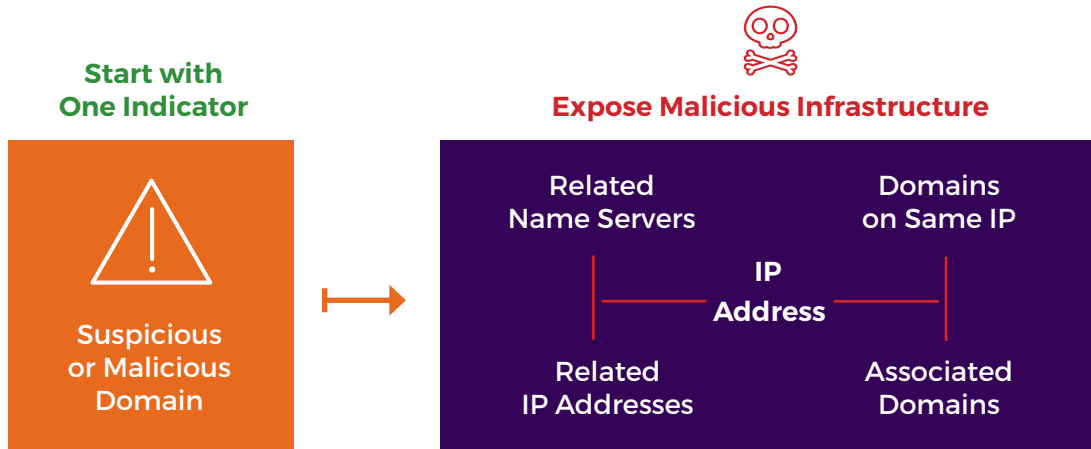 Start with
One Indicator
Suspicious
or Malicious
Domain
Expose Malicious Infrastructure
Related
Name Servers
Domains
on Same IP
IP
Address
Related
IP Addresses
Associated
Domains